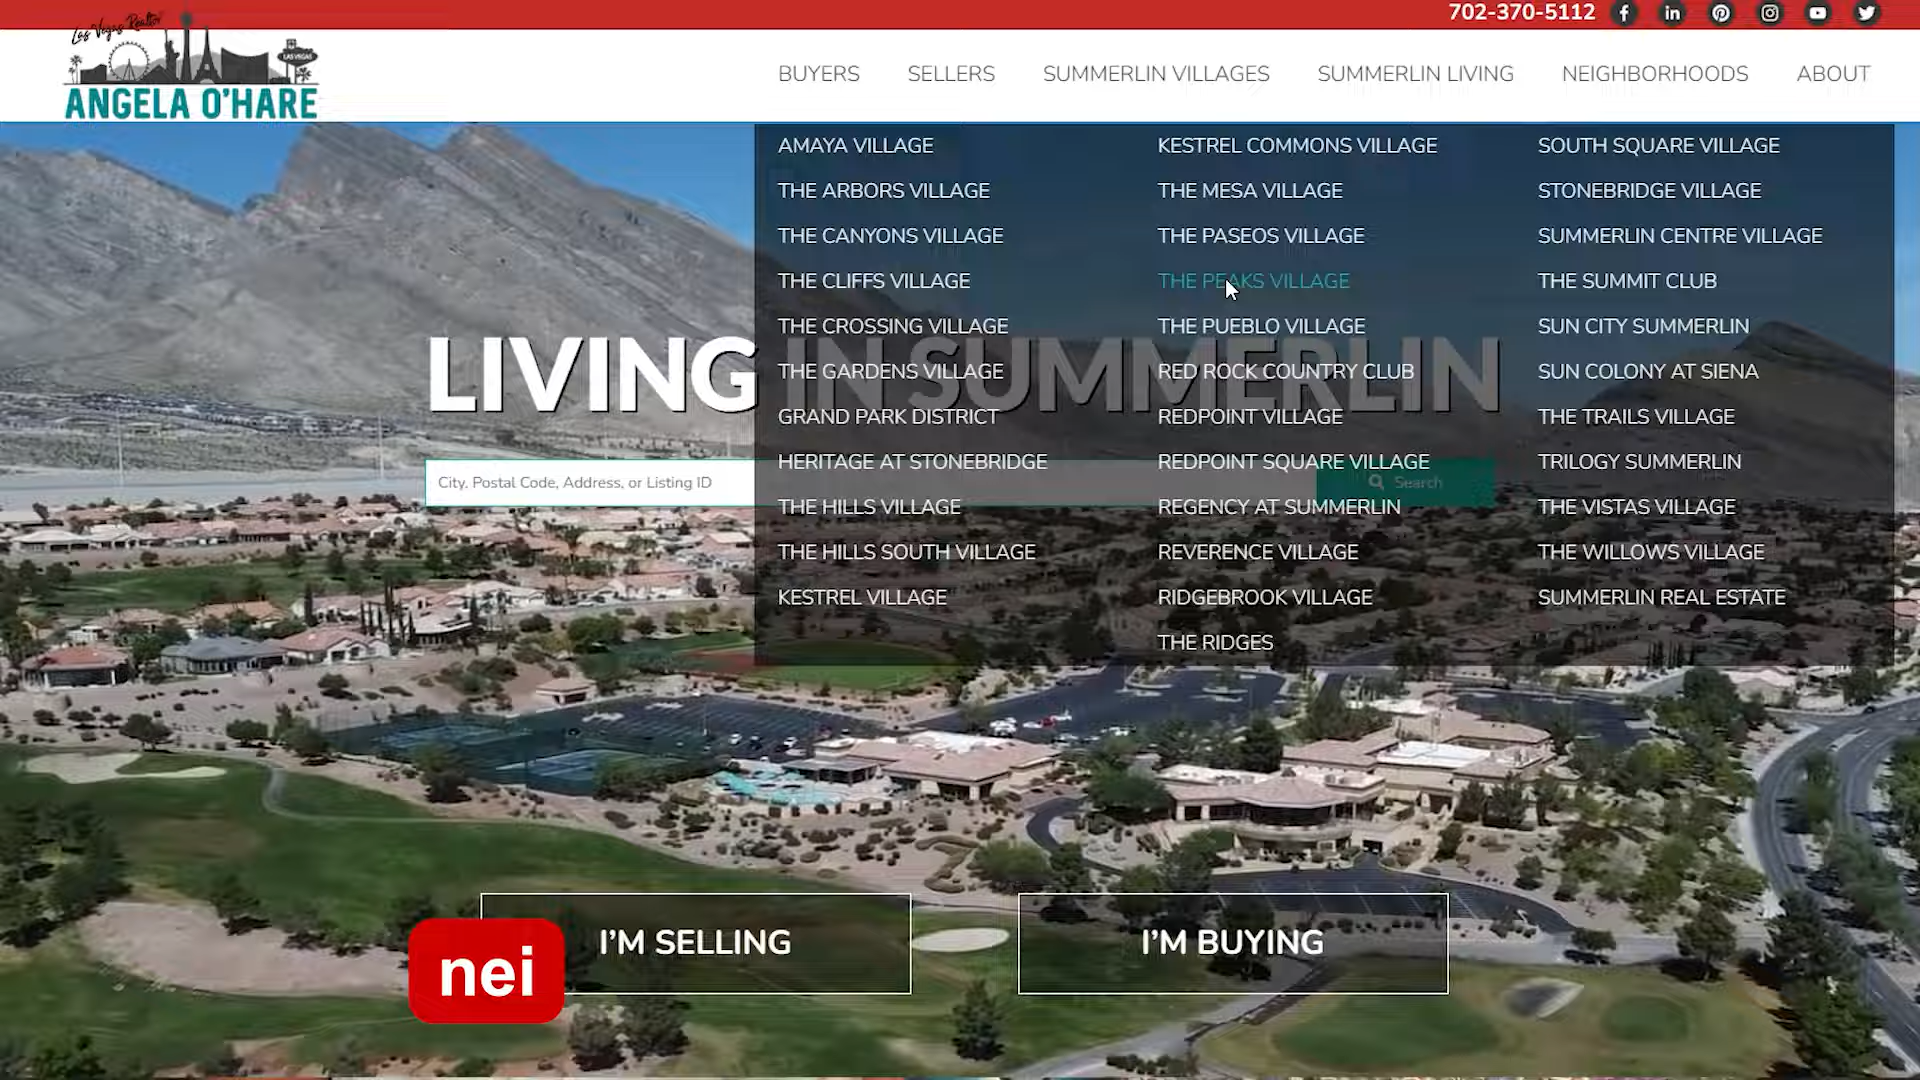 702-370-5112
Las Vegas Realtor
LAS VEGAS
ANGELA O'HARE
BUYERS
SELLERS
SUMMERLIN VILLAGES
SUMMERLIN LIVING
NEIGHBORHOODS
ABOUT
AMAYA VILLAGE
THE ARBORS VILLAGE
THE CANYONS VILLAGE
THE CLIFFS VILLAGE
THE CROSSING VILLAGE
THE GARDENS VILLAGE
GRAND PARK DISTRICT
HERITAGE AT STONEBRIDGE
THE HILLS VILLAGE
THE HILLS SOUTH VILLAGE
KESTREL VILLAGE
KESTREL COMMONS VILLAGE
THE MESA VILLAGE
THE PASEOS VILLAGE
THE PEAKS VILLAGE
THE PUEBLO VILLAGE
RED ROCK COUNTRY CLUB
REDPOINT VILLAGE
REDPOINT SQUARE VILLAGE
REGENCY AT SUMMERLIN
REVERENCE VILLAGE
RIDGEBROOK VILLAGE
THE RIDGES
SOUTH SQUARE VILLAGE
STONEBRIDGE VILLAGE
SUMMERLIN CENTRE VILLAGE
THE SUMMIT CLUB
SUN CITY SUMMERLIN
SUN COLONY AT SIENA
THE TRAILS VILLAGE
TRILOGY SUMMERLIN
THE VISTAS VILLAGE
THE WILLOWS VILLAGE
SUMMERLIN REAL ESTATE
LIVING IN SUMMERLIN
City, Postal Code, Address, or Listing ID
Search
I'M SELLING
I'M BUYING
nei